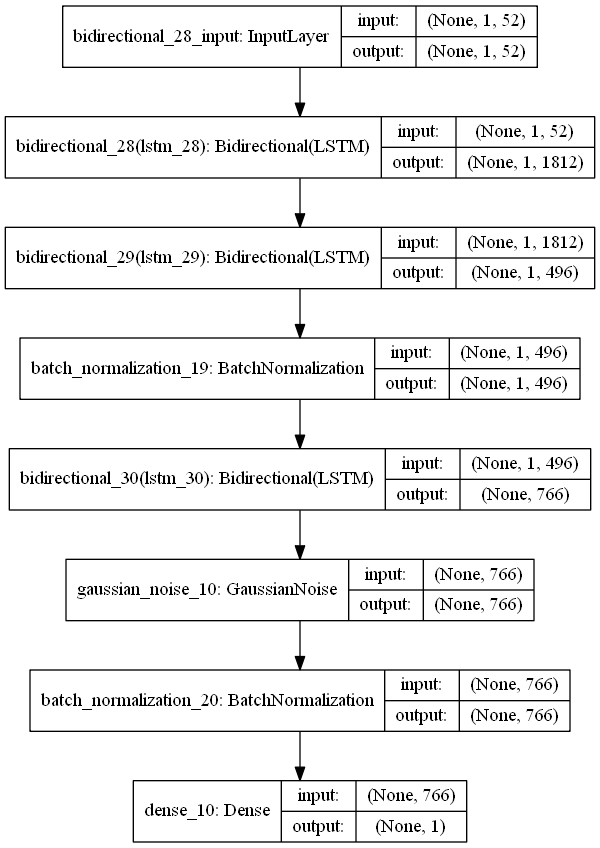 bidirectional_28_input: InputLayer
input: (None, 1, 52)
output: (None, 1, 52)
bidirectional_28(lstm_28): Bidirectional(LSTM)
input: (None, 1, 52)
output: (None, 1, 1812)
bidirectional_29(lstm_29): Bidirectional(LSTM)
input: (None, 1, 1812)
output: (None, 1, 496)
batch_normalization_19: BatchNormalization
input: (None, 1, 496)
output: (None, 1, 496)
bidirectional_30(lstm_30): Bidirectional(LSTM)
input: (None, 1, 496)
output: (None, 766)
gaussian_noise_10: GaussianNoise
input: (None, 766)
output: (None, 766)
batch_normalization_20: BatchNormalization
input: (None, 766)
output: (None, 766)
dense_10: Dense
input: (None, 766)
output: (None, 1)